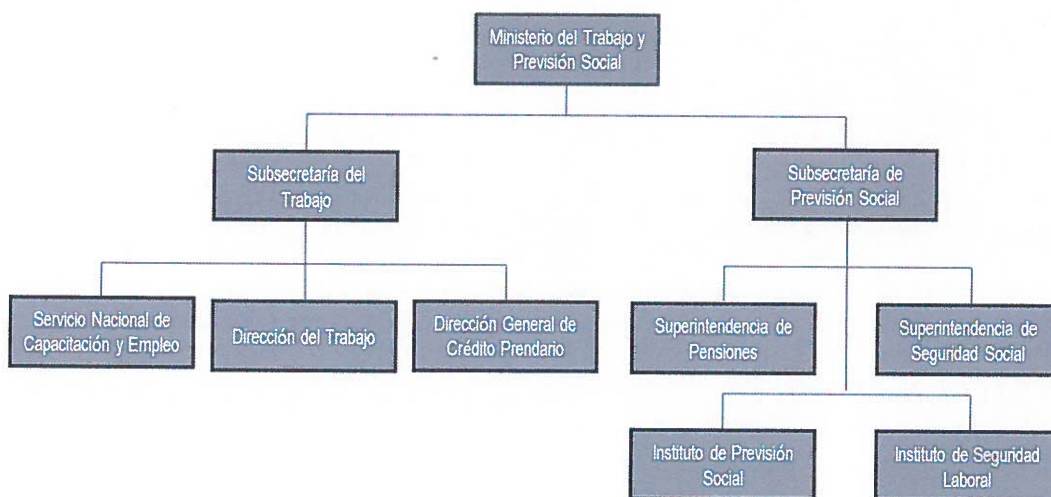 Ministerio del Trabajo y
Previsión Social
Subsecretaría del
Trabajo
Subsecretaría de
Previsión Social
Servicio Nacional de
Capacitación y Empleo
Dirección del Trabajo
Dirección General de
Crédito Prendario
Superintendencia de
Pensiones
Superintendencia de
Seguridad Social
Instituto de Previsión
Social
Instituto de Seguridad
Laboral